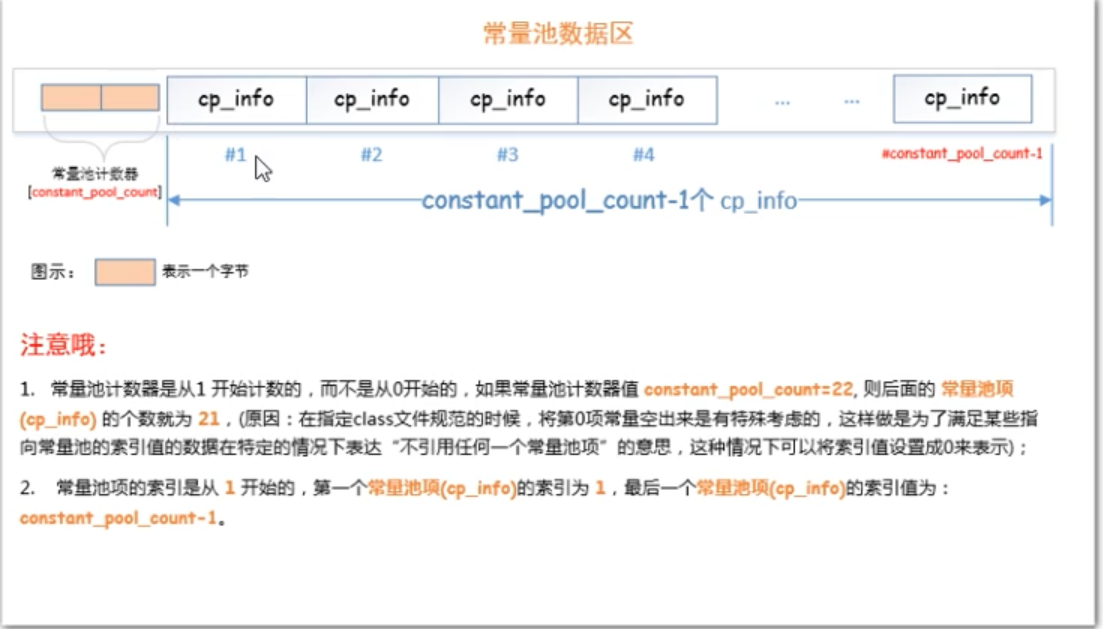 常量池数据区
cp_info cp_info cp_info cp_info ... ... cp_info
#1 #2 #3 #4 #constant_pool_count-1
常量池计数器
[constant_pool_count]
constant_pool_count-1个 cp_info
图示： 表示一个字节
注意哦：
1. 常量池计数器是从1 开始计数的，而不是从0开始的，如果常量池计数器值 constant_pool_count=22, 则后面的 常量池项
(cp_info) 的个数就为 21，(原因：在指定class文件规范的时候，将第0项常量空出来是有特殊考虑的，这样做是为了满足某些指
向常量池的索引值的数据在特定的情况下表达“不引用任何一个常量池项”的意思，这种情况下可以将索引值设置成0来表示)；
2. 常量池项的索引是从 1 开始的，第一个常量池项(cp_info)的索引为 1，最后一个常量池项(cp_info)的索引值为：
constant_pool_count-1。